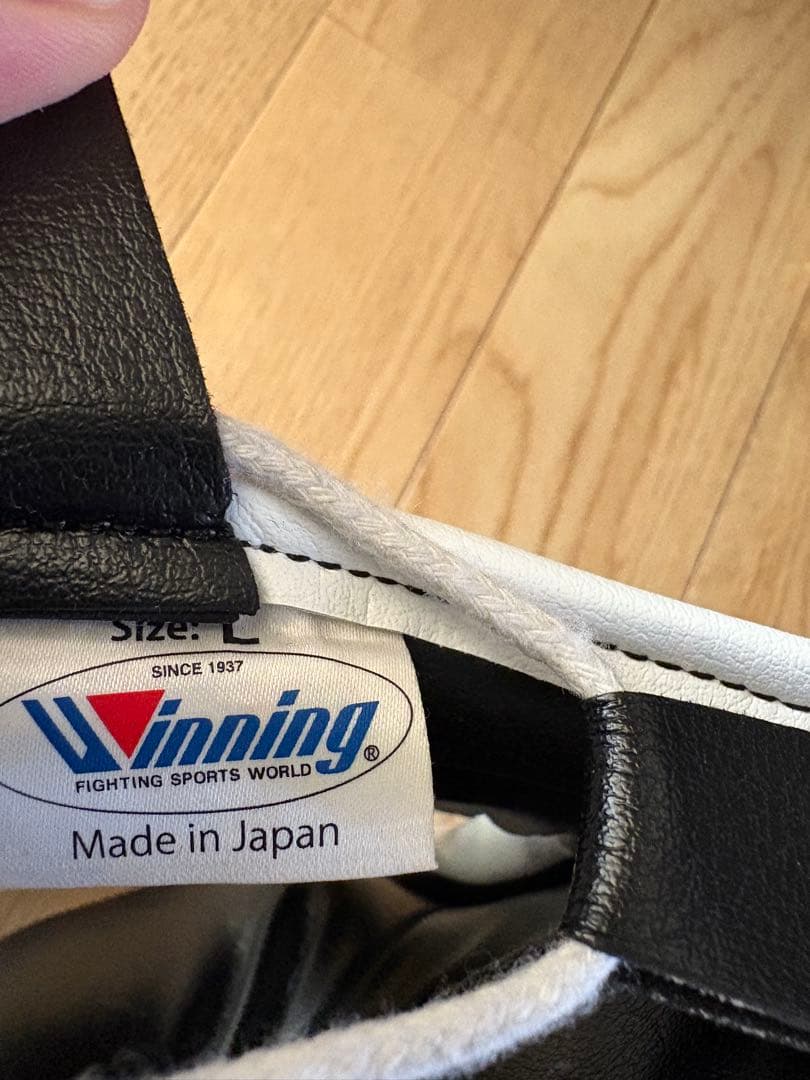 Size: L
SINCE 1937
Winning®
FIGHTING SPORTS WORLD
Made in Japan